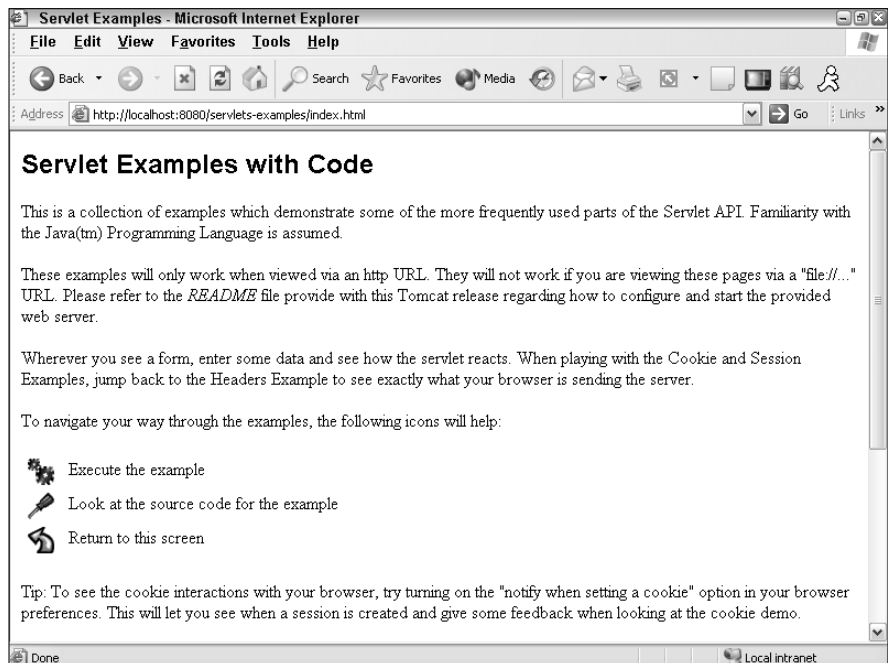 Servlet Examples - Microsoft Internet Explorer
File Edit View Favorites Tools Help
Back Search Favorites Media
Address http://localhost:8080/servlets-examples/index.html Go Links »
Servlet Examples with Code
This is a collection of examples which demonstrate some of the more frequently used parts of the Servlet API. Familiarity with
the Java(tm) Programming Language is assumed.
These examples will only work when viewed via an http URL. They will not work if you are viewing these pages via a "file://..."
URL. Please refer to the README file provide with this Tomcat release regarding how to configure and start the provided
web server.
Wherever you see a form, enter some data and see how the servlet reacts. When playing with the Cookie and Session
Examples, jump back to the Headers Example to see exactly what your browser is sending the server.
To navigate your way through the examples, the following icons will help:
Execute the example
Look at the source code for the example
Return to this screen
Tip: To see the cookie interactions with your browser, try turning on the "notify when setting a cookie" option in your browser
preferences. This will let you see when a session is created and give some feedback when looking at the cookie demo.
Done Local intranet